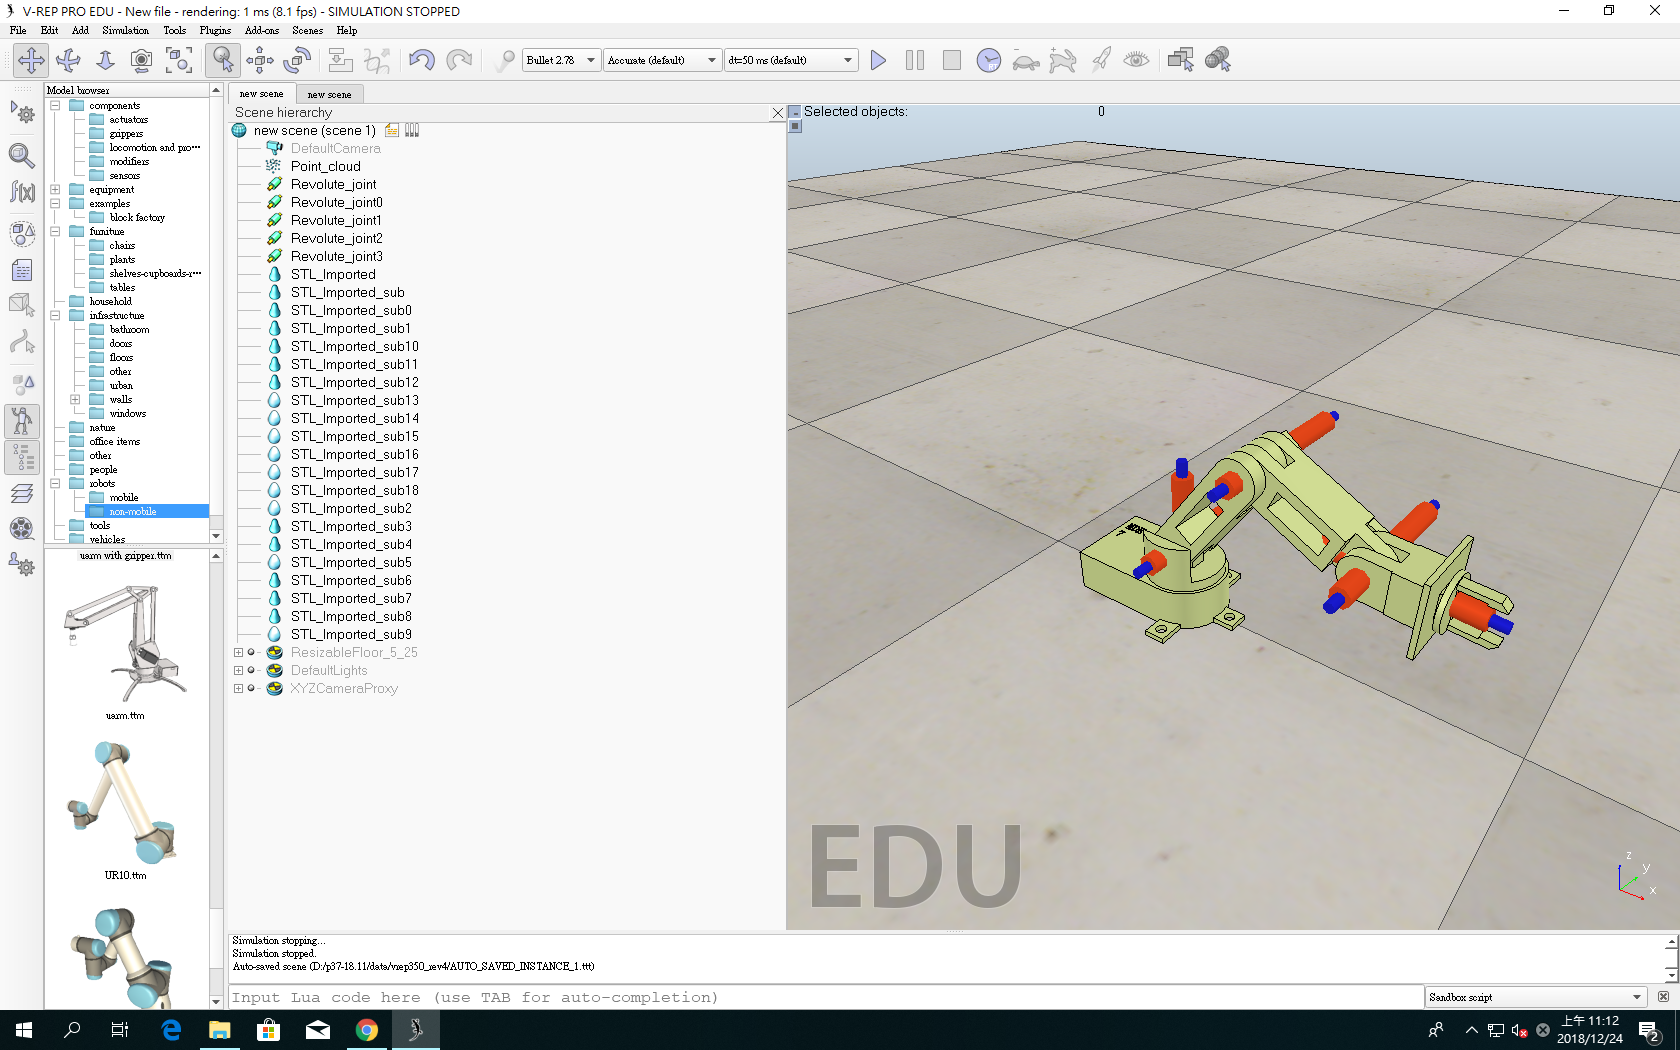 V-REP PRO EDU - New file - rendering: 1 ms (8.1 fps) - SIMULATION STOPPED
File Edit Add Simulation Tools Plugins Add-ons Scenes Help
Bullet 2.78 Accurate (default) dt=50 ms (default)
Model browser
components
actuators
grippers
locomotion and pro···
modifiers
sensors
equipment
examples
block factory
furniture
chairs
plants
shelves-cupboards-r···
tables
household
infrastructure
bathroom
doors
floors
other
urban
walls
windows
nature
office items
other
people
robots
mobile
non-mobile
tools
vehicles
uarm with gripper.ttm
uarm.ttm
UR10.ttm
new scene new scene
Scene hierarchy
new scene (scene 1)
DefaultCamera
Point_cloud
Revolute_joint
Revolute_joint0
Revolute_joint1
Revolute_joint2
Revolute_joint3
STL_Imported
STL_Imported_sub
STL_Imported_sub0
STL_Imported_sub1
STL_Imported_sub10
STL_Imported_sub11
STL_Imported_sub12
STL_Imported_sub13
STL_Imported_sub14
STL_Imported_sub15
STL_Imported_sub16
STL_Imported_sub17
STL_Imported_sub18
STL_Imported_sub2
STL_Imported_sub3
STL_Imported_sub4
STL_Imported_sub5
STL_Imported_sub6
STL_Imported_sub7
STL_Imported_sub8
STL_Imported_sub9
ResizableFloor_5_25
DefaultLights
XYZCameraProxy
Selected objects: 0
EDU
z
y
x
Simulation stopping...
Simulation stopped.
Auto-saved scene (D:/p37-18.11/data/vrep350_rev4/AUTO_SAVED_INSTANCE_1.ttt)
Input Lua code here (use TAB for auto-completion)
Sandbox script
上午 11:12
2018/12/24
2